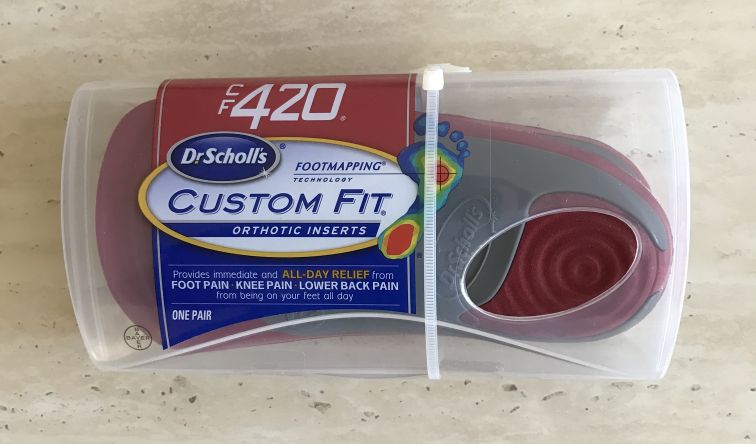 CF420®
Dr Scholl's®
FOOTMAPPING®
TECHNOLOGY
CUSTOM FIT®
ORTHOTIC INSERTS
Provides immediate and ALL-DAY RELIEF from
FOOT PAIN · KNEE PAIN · LOWER BACK PAIN
from being on your feet all day
ONE PAIR
BAYER
BAYER
Dr. Scholl's